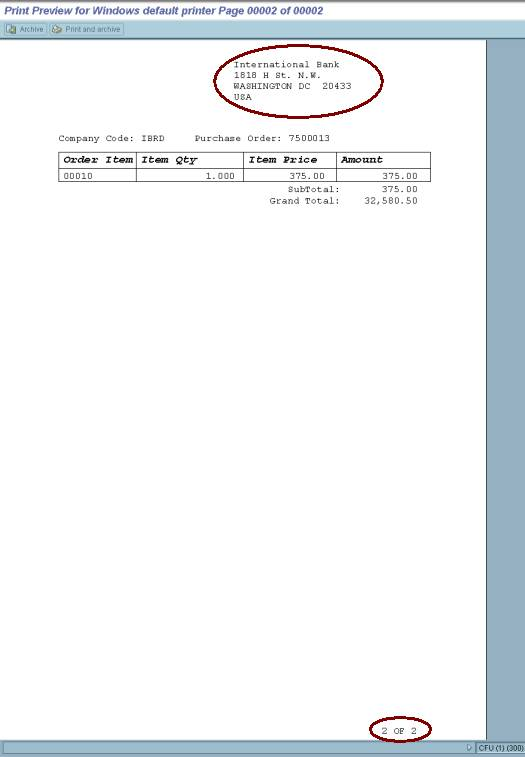 Print Preview for Windows default printer Page 00002 of 00002
Archive Print and archive
International Bank
1818 H St. N.W.
WASHINGTON DC 20433
USA
Company Code: IBRD Purchase Order: 7500013
Order Item Item Qty Item Price Amount
00010 1.000 375.00 375.00
SubTotal: 375.00
Grand Total: 32,580.50
2 OF 2
CFU (1) (300)